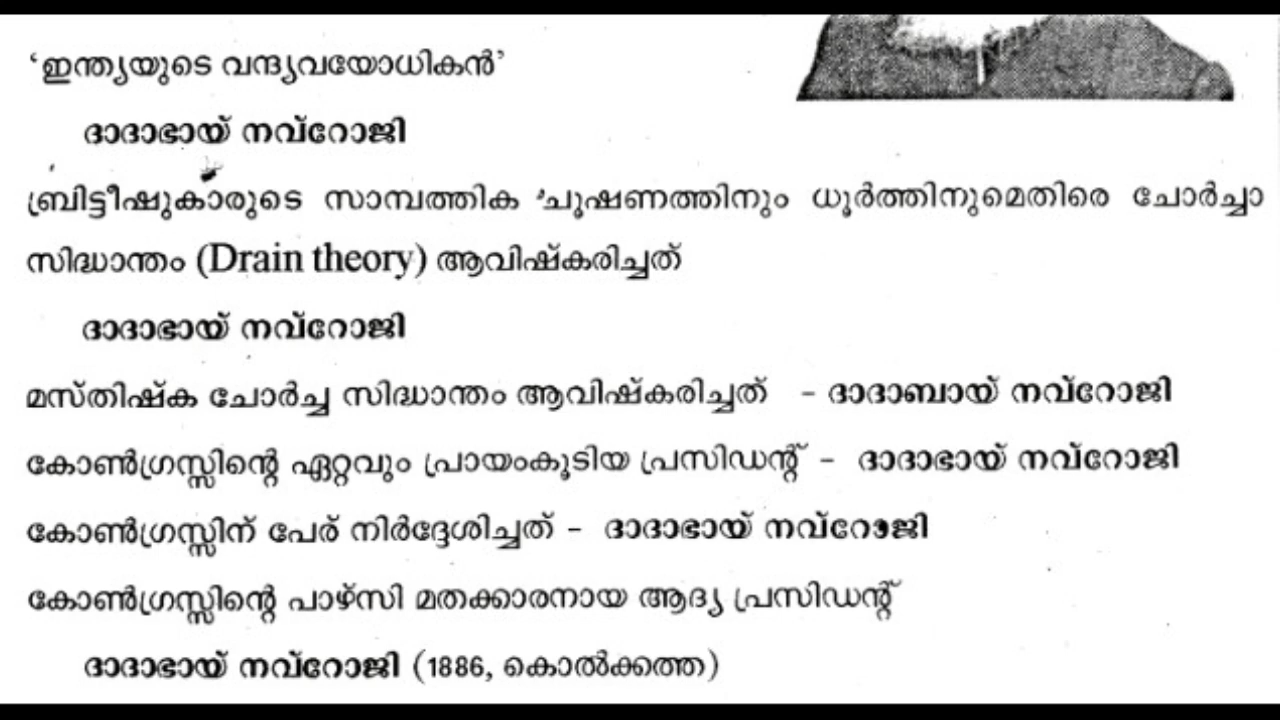 ‘ഇന്ത്യയുടെ വന്ദ്യവയോധികൻ’
ദാദാഭായ് നവ്റോജി
ബ്രിട്ടീഷുകാരുടെ സാമ്പത്തിക ചൂഷണത്തിനും ധൂർത്തിനുമെതിരെ ചോർച്ചാ
സിദ്ധാന്തം (Drain theory) ആവിഷ്കരിച്ചത്
ദാദാഭായ് നവ്റോജി
മസ്തിഷ്ക ചോർച്ച സിദ്ധാന്തം ആവിഷ്കരിച്ചത് - ദാദാബായ് നവ്റോജി
കോൺഗ്രസ്സിന്റെ ഏറ്റവും പ്രായംകൂടിയ പ്രസിഡന്റ് - ദാദാഭായ് നവ്റോജി
കോൺഗ്രസ്സിന് പേര് നിർദ്ദേശിച്ചത് - ദാദാഭായ് നവ്റോജി
കോൺഗ്രസ്സിന്റെ പാഴ്സി മതക്കാരനായ ആദ്യ പ്രസിഡന്റ്
ദാദാഭായ് നവ്റോജി (1886, കൊൽക്കത്ത)